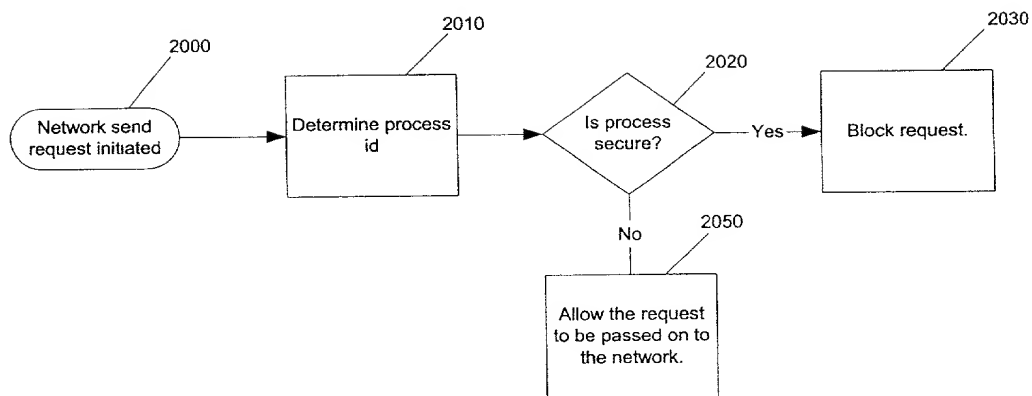 2000
Network send
request initiated
2010
Determine process
id
2020
Is process
secure?
Yes
2030
Block request.
No
2050
Allow the request
to be passed on to
the network.